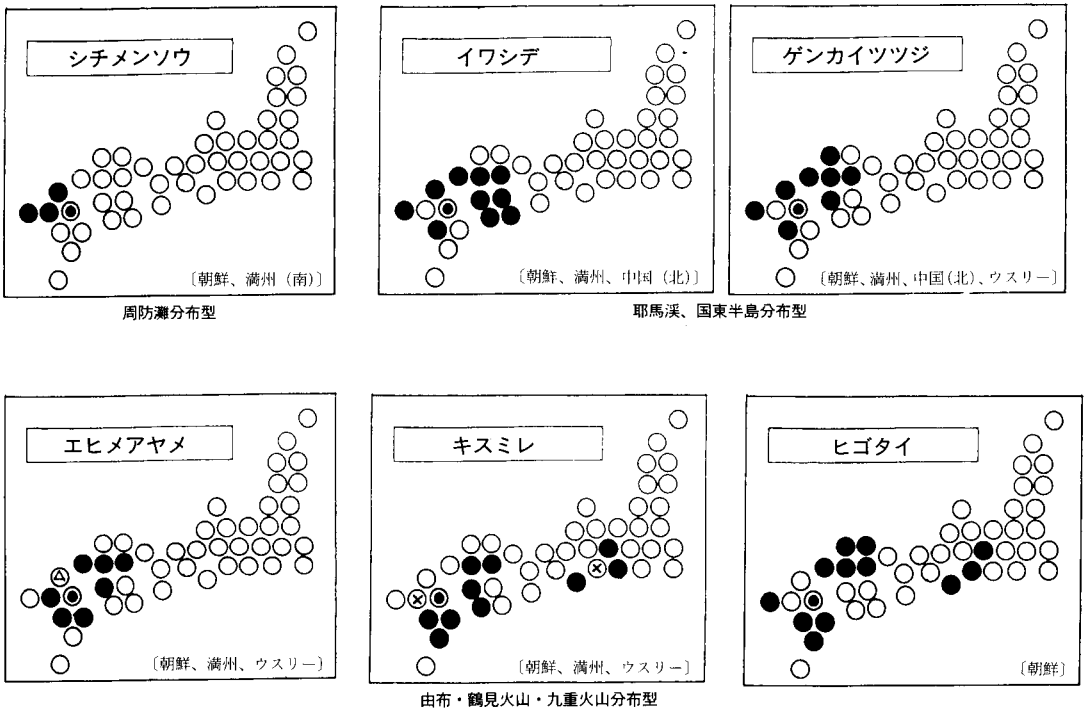 シチメンソウ
〔朝鮮、満州（南）〕
周防灘分布型
イワシデ
〔朝鮮、満州、中国（北）〕
ゲンカイツツジ
〔朝鮮、満州、中国（北）、ウスリー〕
耶馬渓、国東半島分布型
エヒメアヤメ
〔朝鮮、満州、ウスリー〕
キスミレ
〔朝鮮、満州、ウスリー〕
ヒゴタイ
〔朝鮮〕
由布・鶴見火山・九重火山分布型